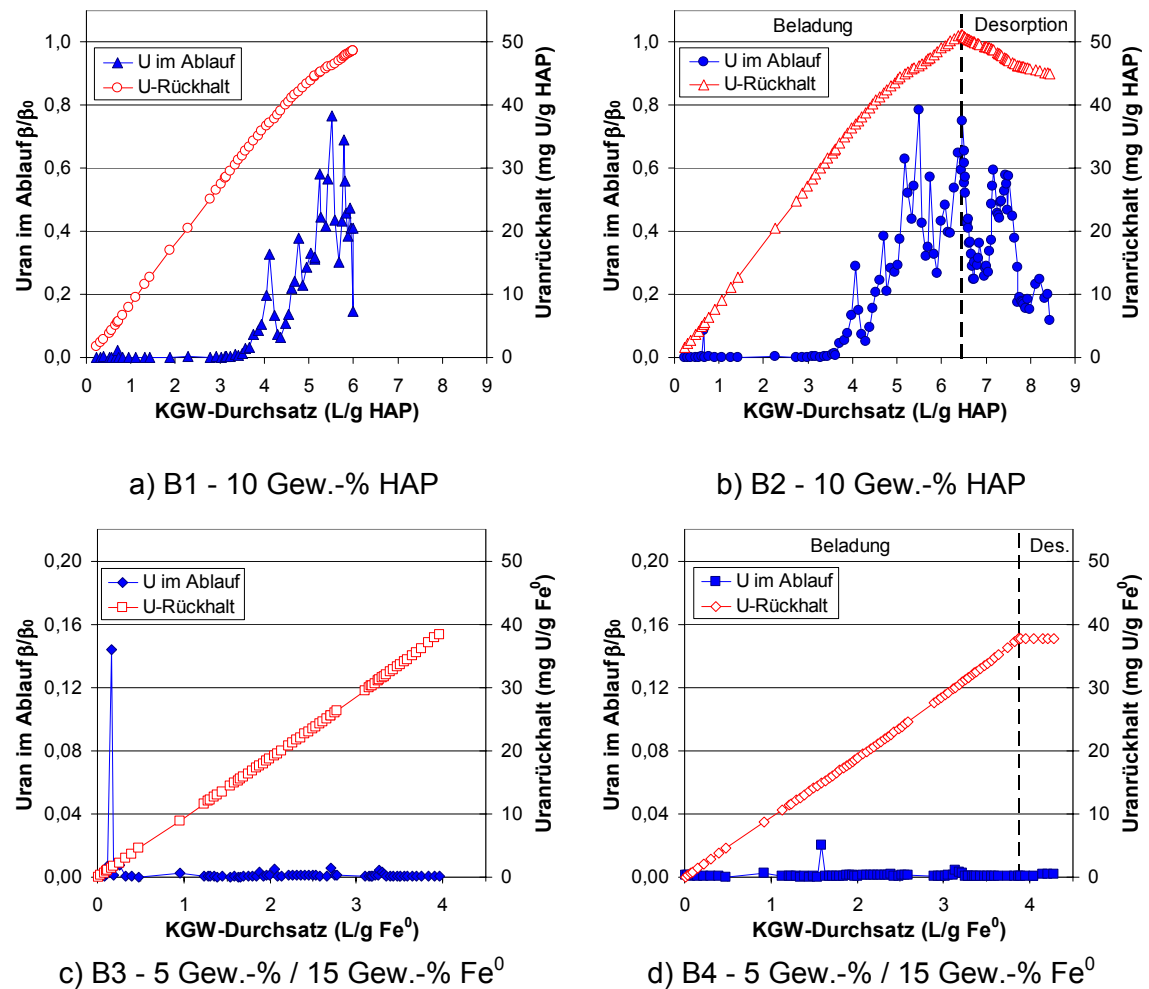 Beladung
Desorption
1,0
0,8
0,6
0,4
0,2
0,0
Uran im Ablauf β/β₀
U im Ablauf
U-Rückhalt
50
40
30
20
10
0
Uranrückhalt (mg U/g HAP)
0 1 2 3 4 5 6 7 8 9
KGW-Durchsatz (L/g HAP)
a) B1 - 10 Gew.-% HAP
1,0
0,8
0,6
0,4
0,2
0,0
Uran im Ablauf β/β₀
U im Ablauf
U-Rückhalt
50
40
30
20
10
0
Uranrückhalt (mg U/g HAP)
0 1 2 3 4 5 6 7 8 9
KGW-Durchsatz (L/g HAP)
b) B2 - 10 Gew.-% HAP
0,20
0,16
0,12
0,08
0,04
0,00
Uran im Ablauf β/β₀
U im Ablauf
U-Rückhalt
50
40
30
20
10
0
Uranrückhalt (mg U/g Fe⁰)
0 1 2 3 4
KGW-Durchsatz (L/g Fe⁰)
c) B3 - 5 Gew.-% / 15 Gew.-% Fe⁰
Beladung
Des.
0,20
0,16
0,12
0,08
0,04
0,00
Uran im Ablauf β/β₀
U im Ablauf
U-Rückhalt
50
40
30
20
10
0
Uranrückhalt (mg U/g Fe⁰)
0 1 2 3 4
KGW-Durchsatz (L/g Fe⁰)
d) B4 - 5 Gew.-% / 15 Gew.-% Fe⁰